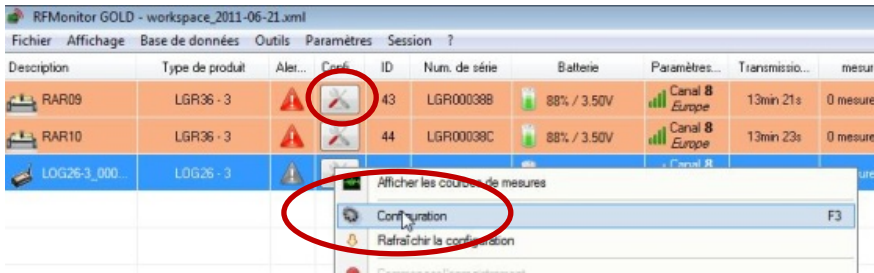 RFMonitor GOLD - workspace_2011-06-21.xml
Fichier Affichage Base de données Outils Paramètres Session ?
Description Type de produit Aler... Confi... ID Num. de série Batterie Paramètres... Transmissio... mesur
RAR09 LGR36 - 3 43 LGR00038B 88% / 3.50V Canal 8 Europe 13min 21s 0 mesure
RAR10 LGR36 - 3 44 LGR00038C 88% / 3.50V Canal 8 Europe 13min 23s 0 mesure
LOG26-3_000... LOG26 - 3 Canal 8 ure
Afficher les courbes de mesures
Configuration F3
Rafraîchir la configuration